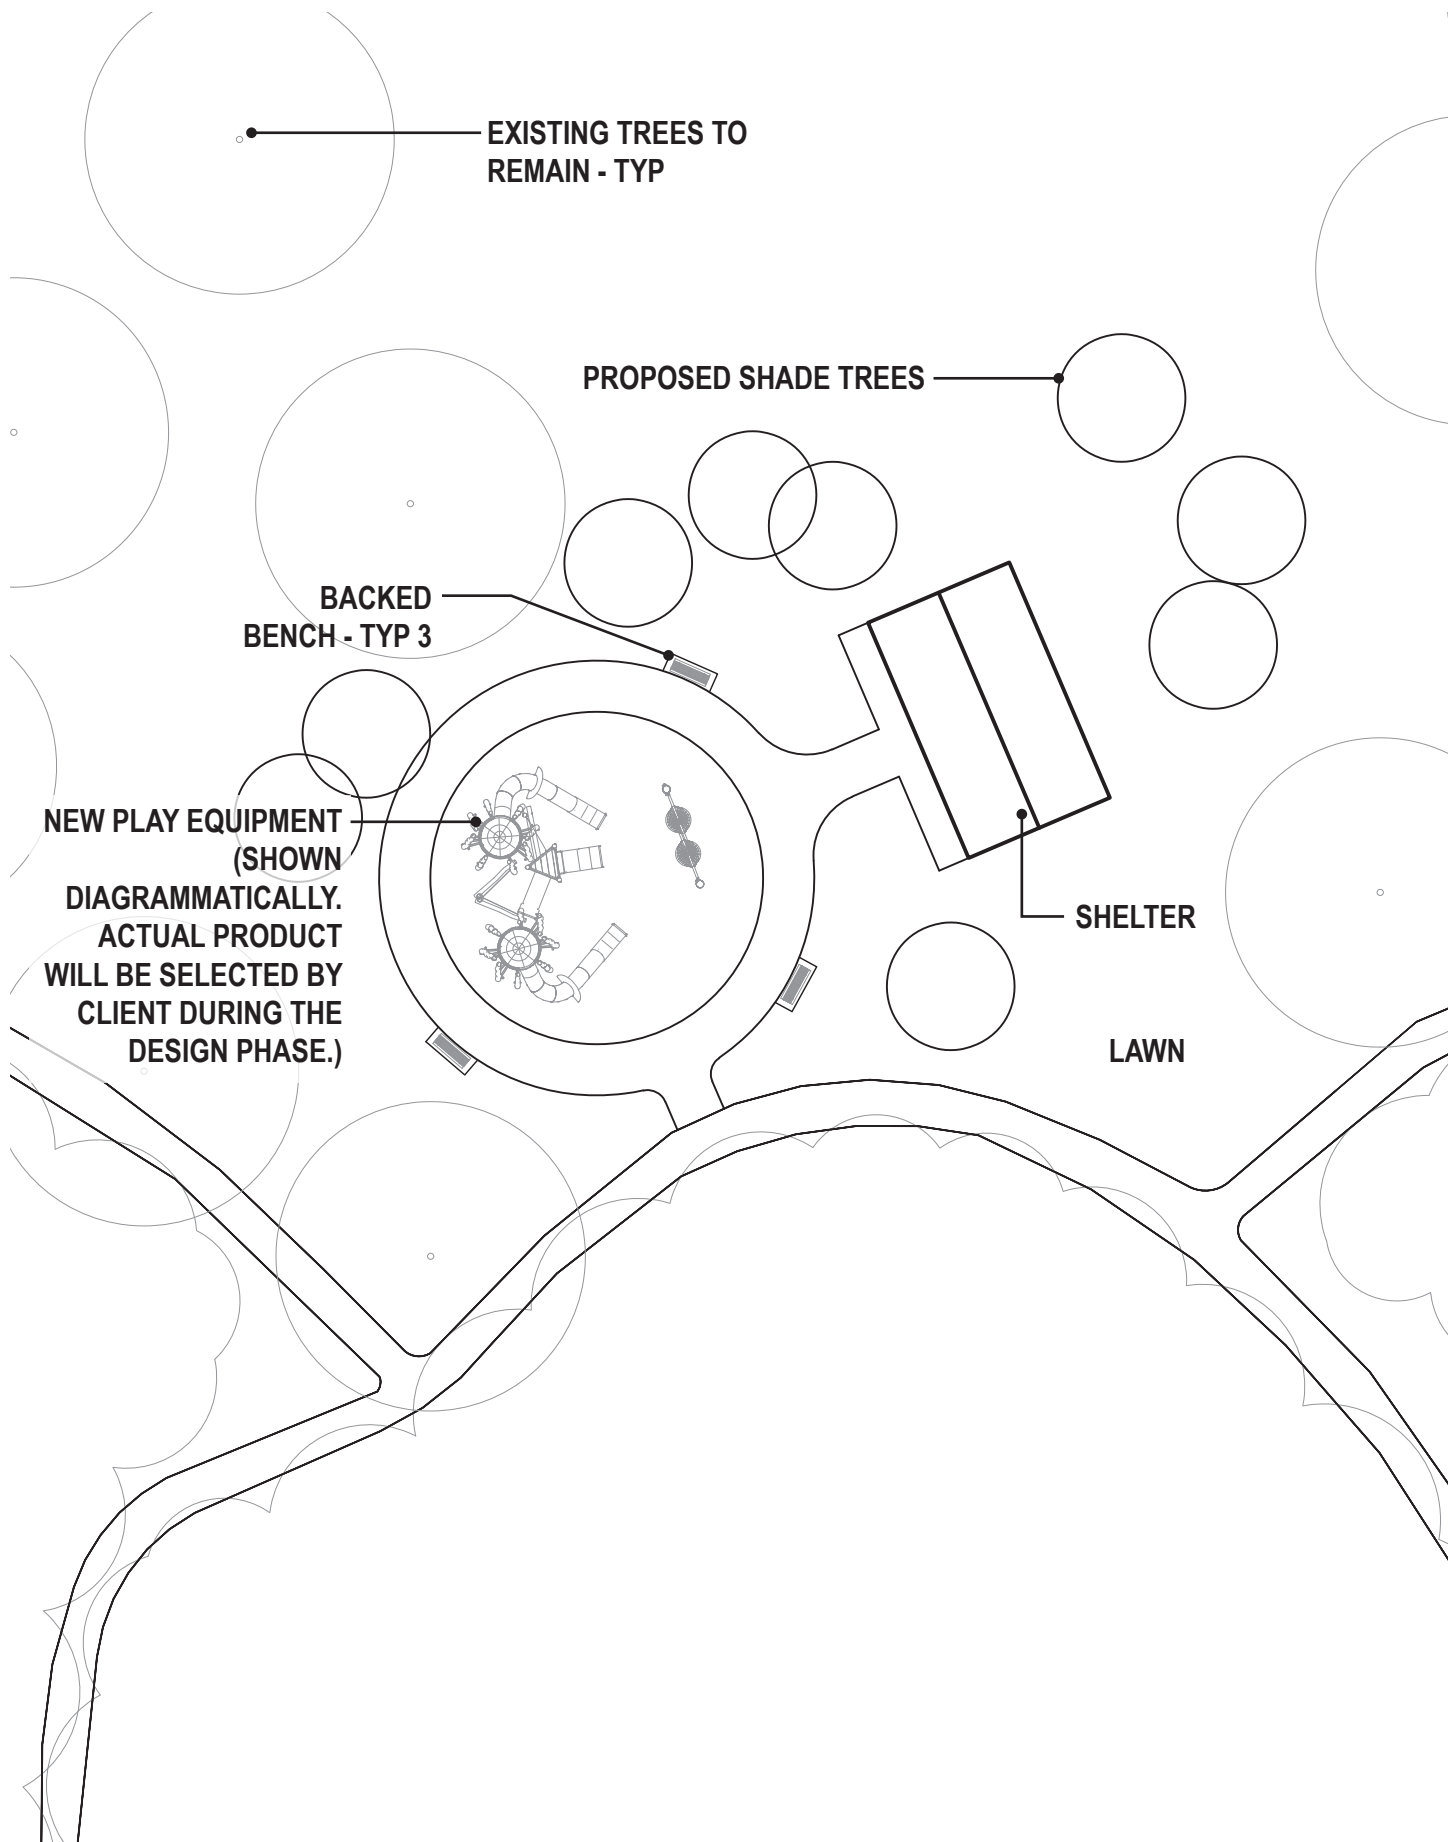 EXISTING TREES TO
REMAIN - TYP
PROPOSED SHADE TREES
BACKED
BENCH - TYP 3
NEW PLAY EQUIPMENT
(SHOWN
DIAGRAMMATICALLY.
ACTUAL PRODUCT
WILL BE SELECTED BY
CLIENT DURING THE
DESIGN PHASE.)
SHELTER
LAWN